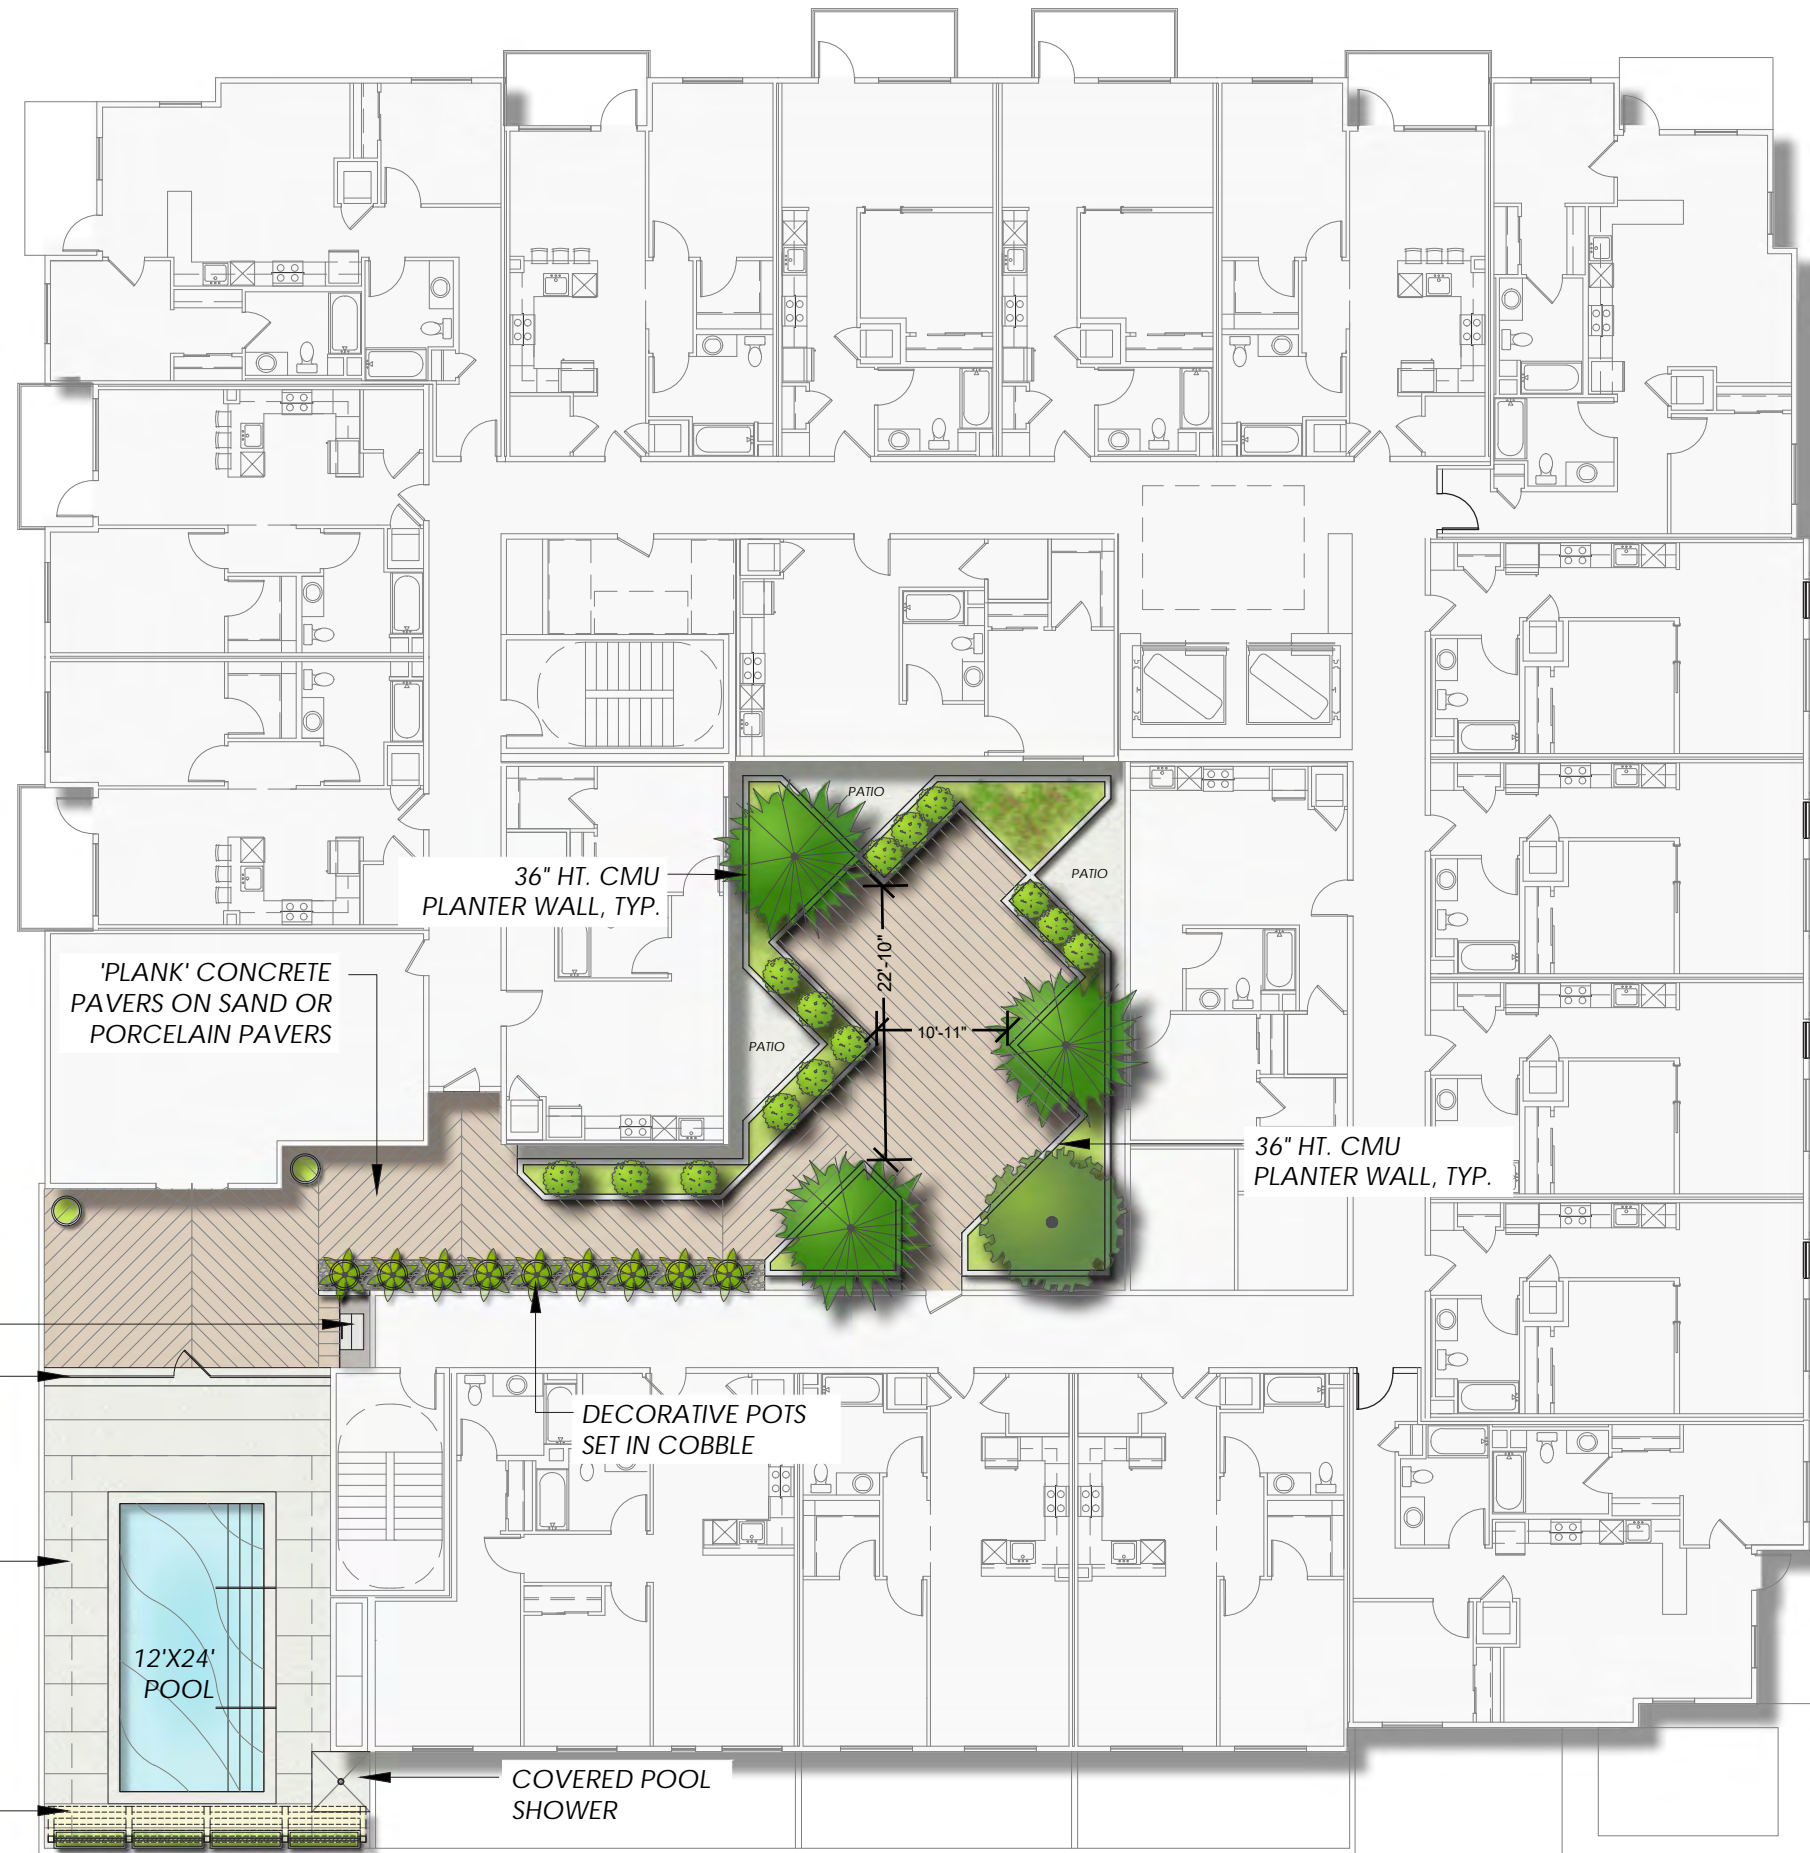 PATIO
36" HT. CMU
PLANTER WALL, TYP.
PATIO
'PLANK' CONCRETE
PAVERS ON SAND OR
PORCELAIN PAVERS
22'-10"
10'-11"
PATIO
36" HT. CMU
PLANTER WALL, TYP.
DECORATIVE POTS
SET IN COBBLE
12'X24'
POOL
COVERED POOL
SHOWER